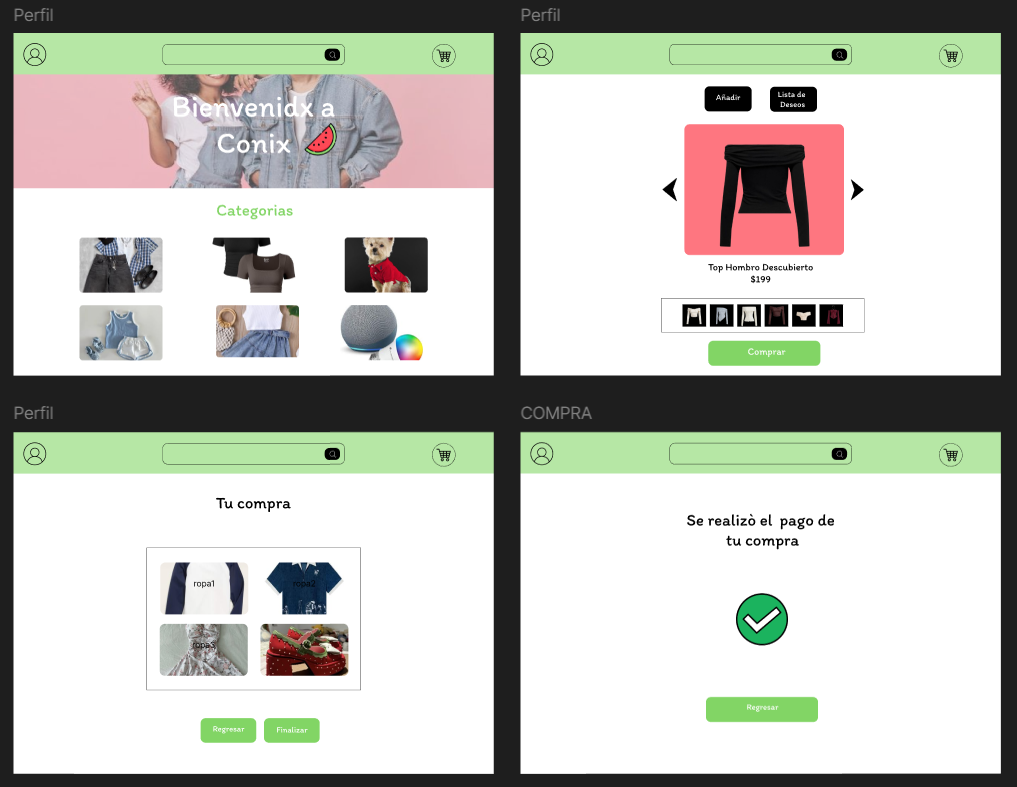 Perfil
Bienvenidx a
Conix
Categorias
Perfil
Añadir
Lista de
Deseos
Top Hombro Descubierto
$199
Comprar
Perfil
Tu compra
ropa1
ropa2
ropa3
Regresar
Finalizar
COMPRA
Se realizò el pago de
tu compra
Regresar